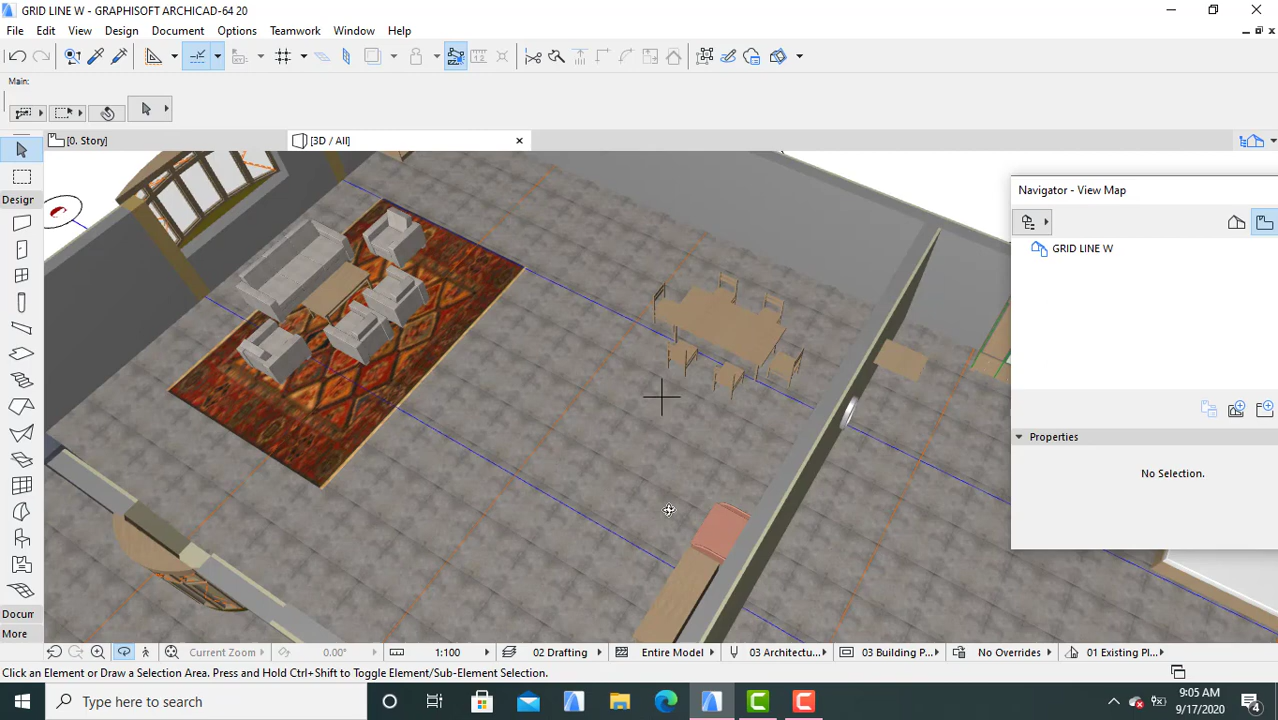 GRID LINE W - GRAPHISOFT ARCHICAD-64 20
File Edit View Design Document Options Teamwork Window Help
Main:
[0. Story]
[3D / All]
Navigator - View Map
Design
GRID LINE W
Properties
No Selection.
Docum
More
Current Zoom
0.00°
1:100
02 Drafting
Entire Model
03 Architectu...
03 Building P...
No Overrides
01 Existing Pl...
Click an Element or Draw a Selection Area. Press and Hold Ctrl+Shift to Toggle Element/Sub-Element Selection.
Type here to search
9:05 AM
9/17/2020
4